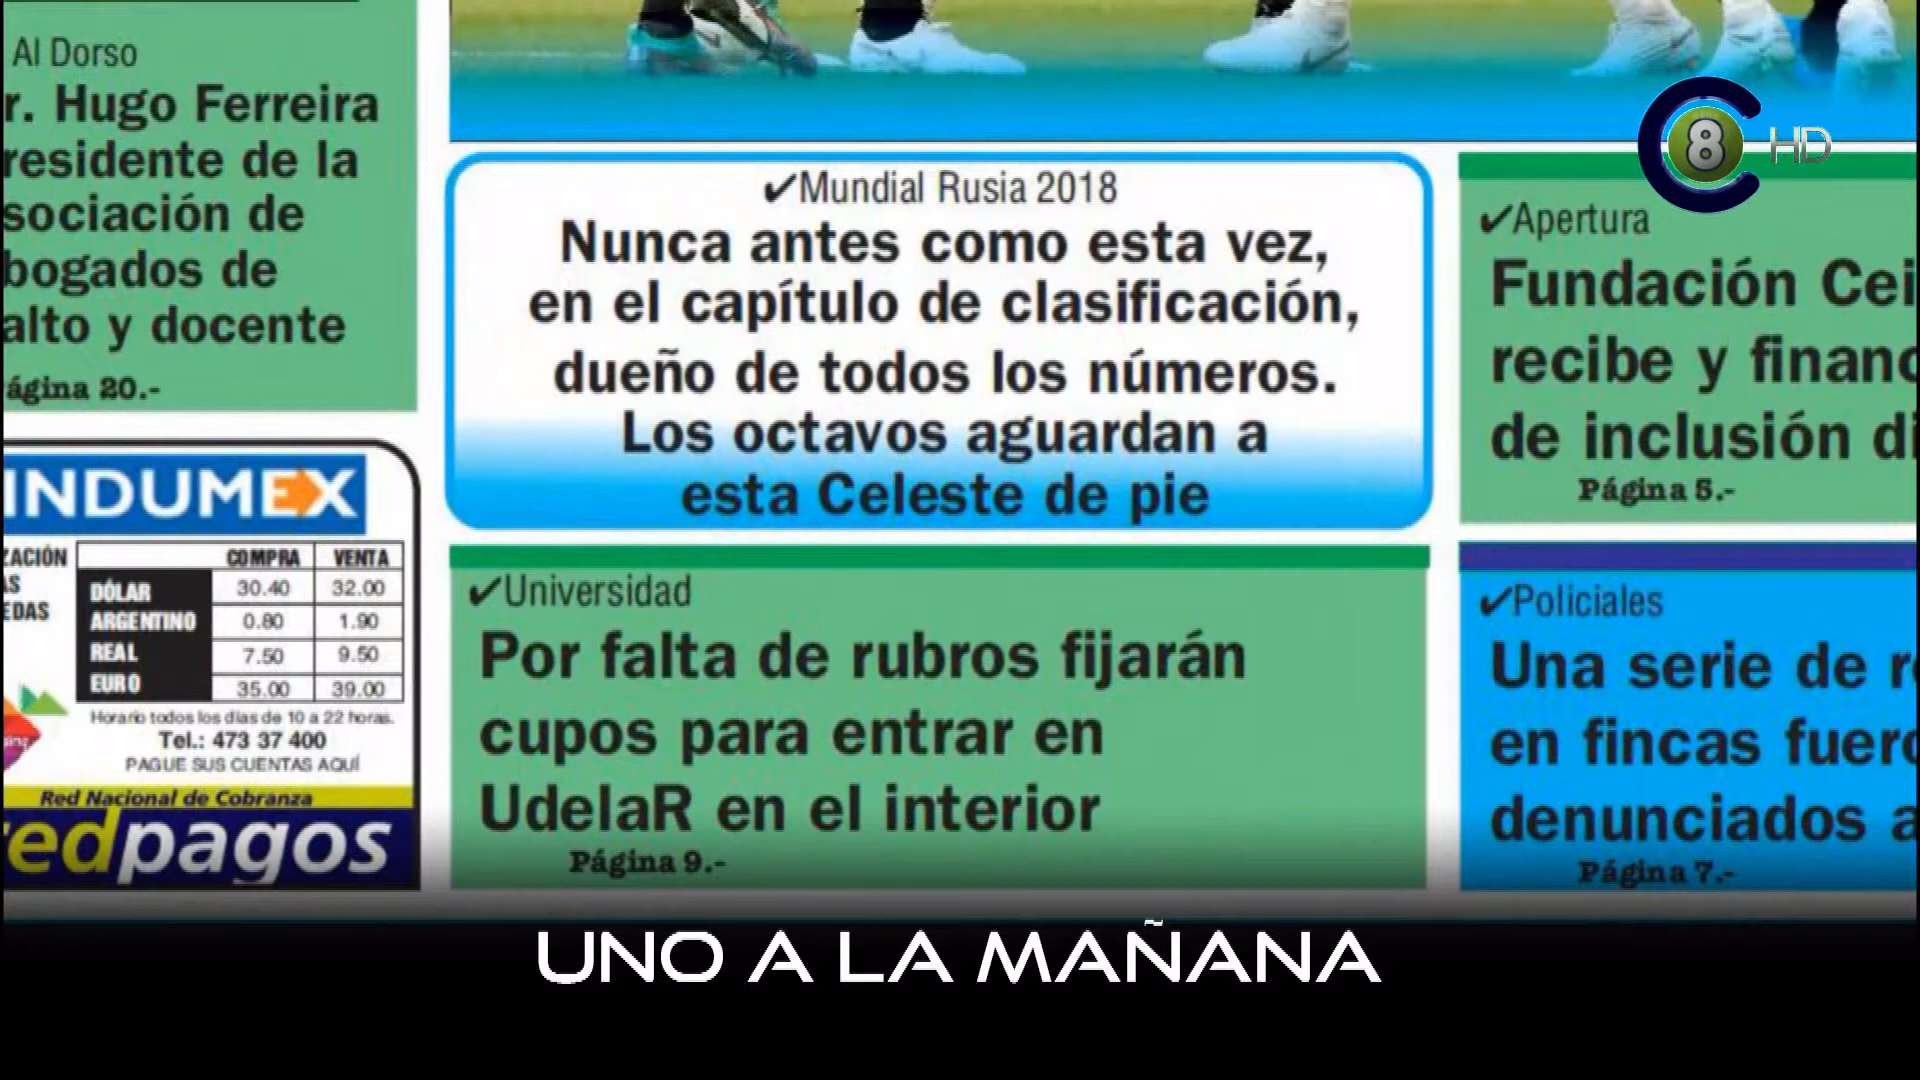 Al Dorso
r. Hugo Ferreira
residente de la
sociación de
bogados de
alto y docente
ágina 20.-
INDUMEX
ZACIÓN
AS
EDAS
COMPRA VENTA
DÓLAR 30.40 32.00
ARGENTINO 0.80 1.90
REAL 7.50 9.50
EURO 35.00 39.00
Horario todos los días de 10 a 22 horas.
Tel.: 473 37 400
PAGUE SUS CUENTAS AQUÍ
Red Nacional de Cobranza
redpagos
✓Mundial Rusia 2018
Nunca antes como esta vez,
en el capítulo de clasificación,
dueño de todos los números.
Los octavos aguardan a
esta Celeste de pie
✓Universidad
Por falta de rubros fijarán
cupos para entrar en
UdelaR en el interior
Página 9.-
C 8 HD
✓Apertura
Fundación Cei
recibe y financ
de inclusión di
Página 5.-
✓Policiales
Una serie de r
en fincas fuero
denunciados a
Página 7.-
UNO A LA MAÑANA